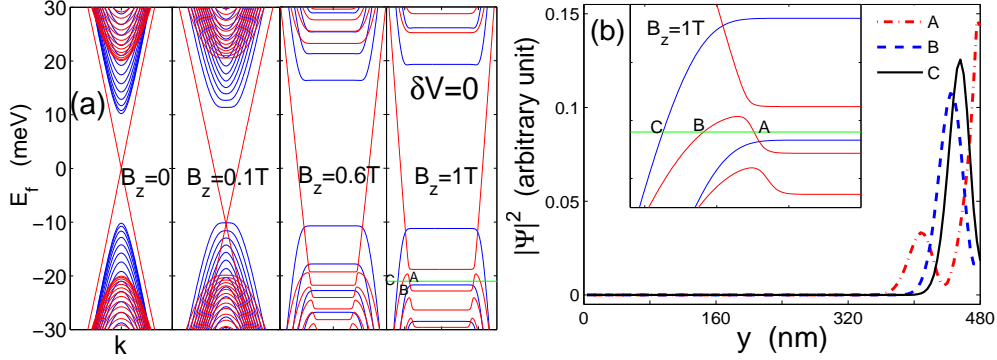 (a)
E_f (meV)
30
20
10
0
−10
−20
−30
k
B_z=0
B_z=0.1T
B_z=0.6T
B_z=1T
δV=0
C
A
B
(b)
|Ψ|² (arbitrary unit)
0.15
0.1
0.05
0
0
160
320
480
y (nm)
B_z=1T
C
B
A
A
B
C